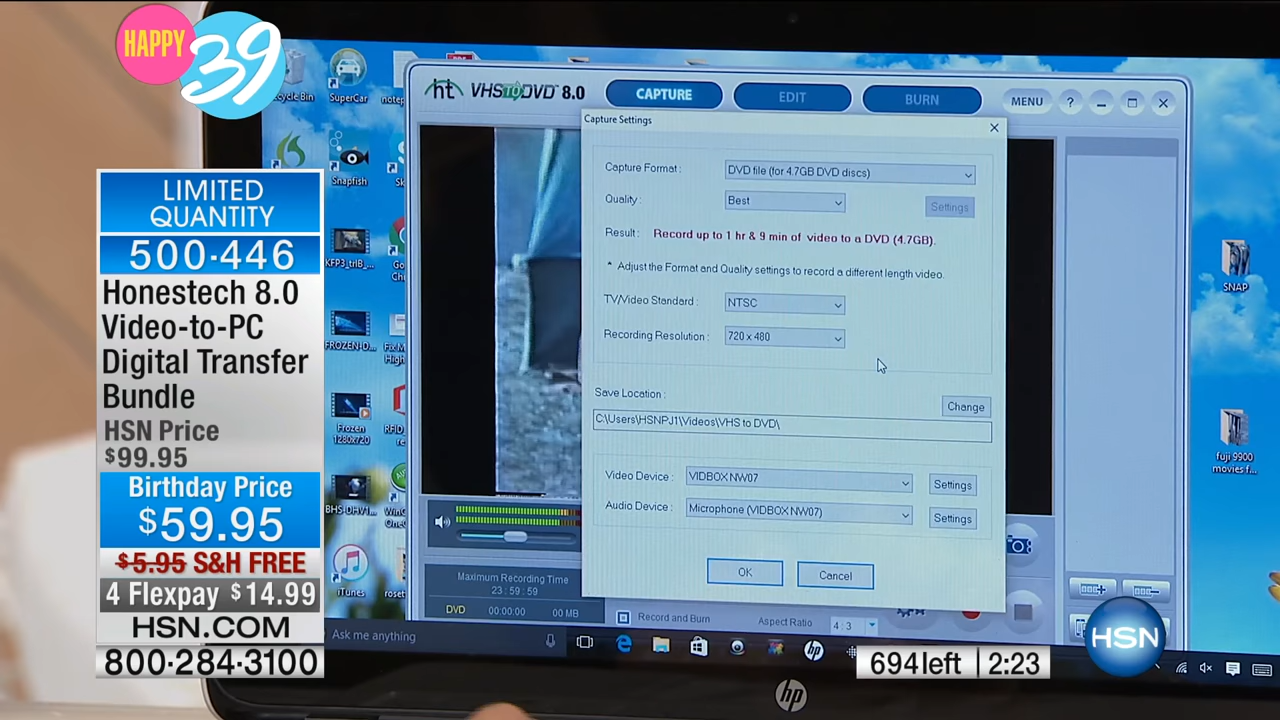 HAPPY
39
LIMITED
QUANTITY
500-446
Honestech 8.0
Video-to-PC
Digital Transfer
Bundle
HSN Price
$99.95
Birthday Price
$59.95
$5.95 S&H FREE
4 Flexpay $14.99
HSN.COM
800-284-3100
SuperCar
Snapfish
KFP3_trlB_...
FROZEN-D...
Frozen
1280x720
BHS-DHV1...
iTunes
ht VHS TO DVD 8.0
CAPTURE
EDIT
BURN
MENU
?
Capture Settings
Capture Format :
DVD file (for 4.7GB DVD discs)
Quality :
Best
Settings
Result :
Record up to 1 hr & 9 min of video to a DVD (4.7GB).
* Adjust the Format and Quality settings to record a different length video.
TV/Video Standard :
NTSC
Recording Resolution :
720 x 480
Save Location :
Change
C:\Users\HSNPJ1\Videos\VHS to DVD\
Video Device :
VIDBOX NW07
Settings
Audio Device :
Microphone (VIDBOX NW07)
Settings
OK
Cancel
Maximum Recording Time
23 : 59 : 59
DVD
00:00:00
00 MB
Record and Burn
Aspect Ratio
4 : 3
SNAP
fuji 9900
movies f...
Ask me anything
hp
hp
HSN
694 left
2:23